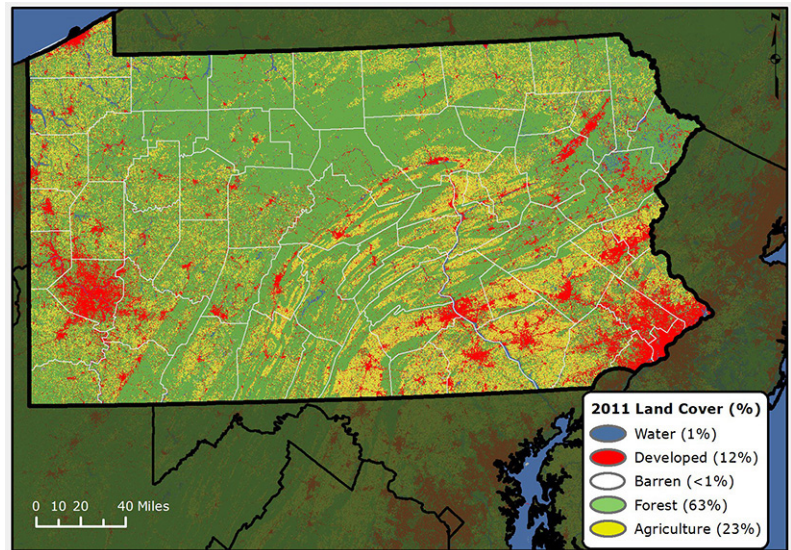 N
2011 Land Cover (%)
Water (1%)
Developed (12%)
Barren (<1%)
Forest (63%)
Agriculture (23%)
0 10 20 40 Miles